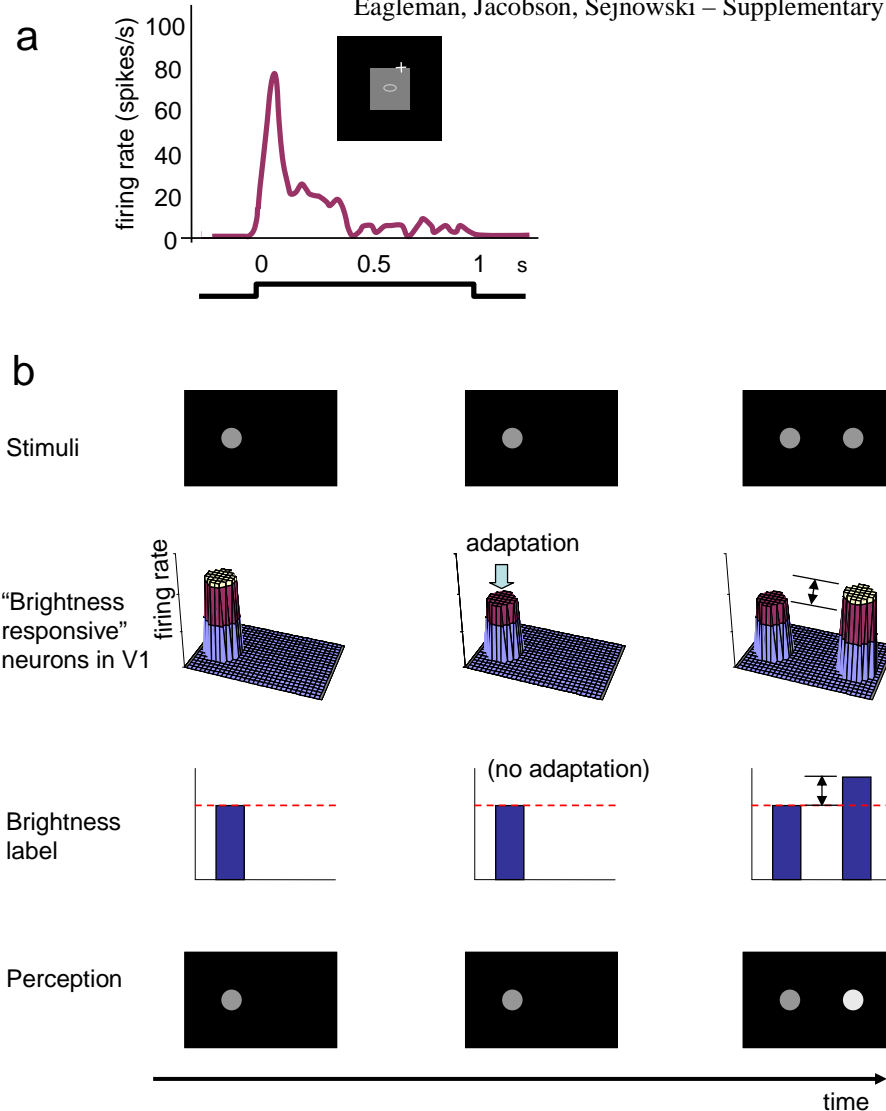 Eagleman, Jacobson, Sejnowski – Supplementary
a
firing rate (spikes/s)
100
80
60
40
20
0
0 0.5 1 s
b
Stimuli
adaptation
firing rate
“Brightness
responsive”
neurons in V1
(no adaptation)
Brightness
label
Perception
time